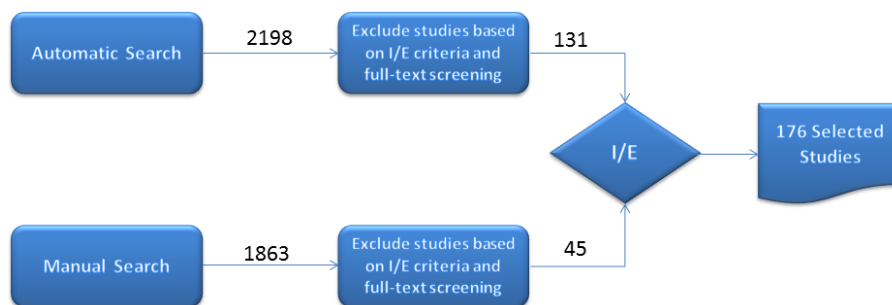 Automatic Search
2198
Exclude studies based
on I/E criteria and
full-text screening
131
I/E
176 Selected
Studies
Manual Search
1863
Exclude studies based
on I/E criteria and
full-text screening
45